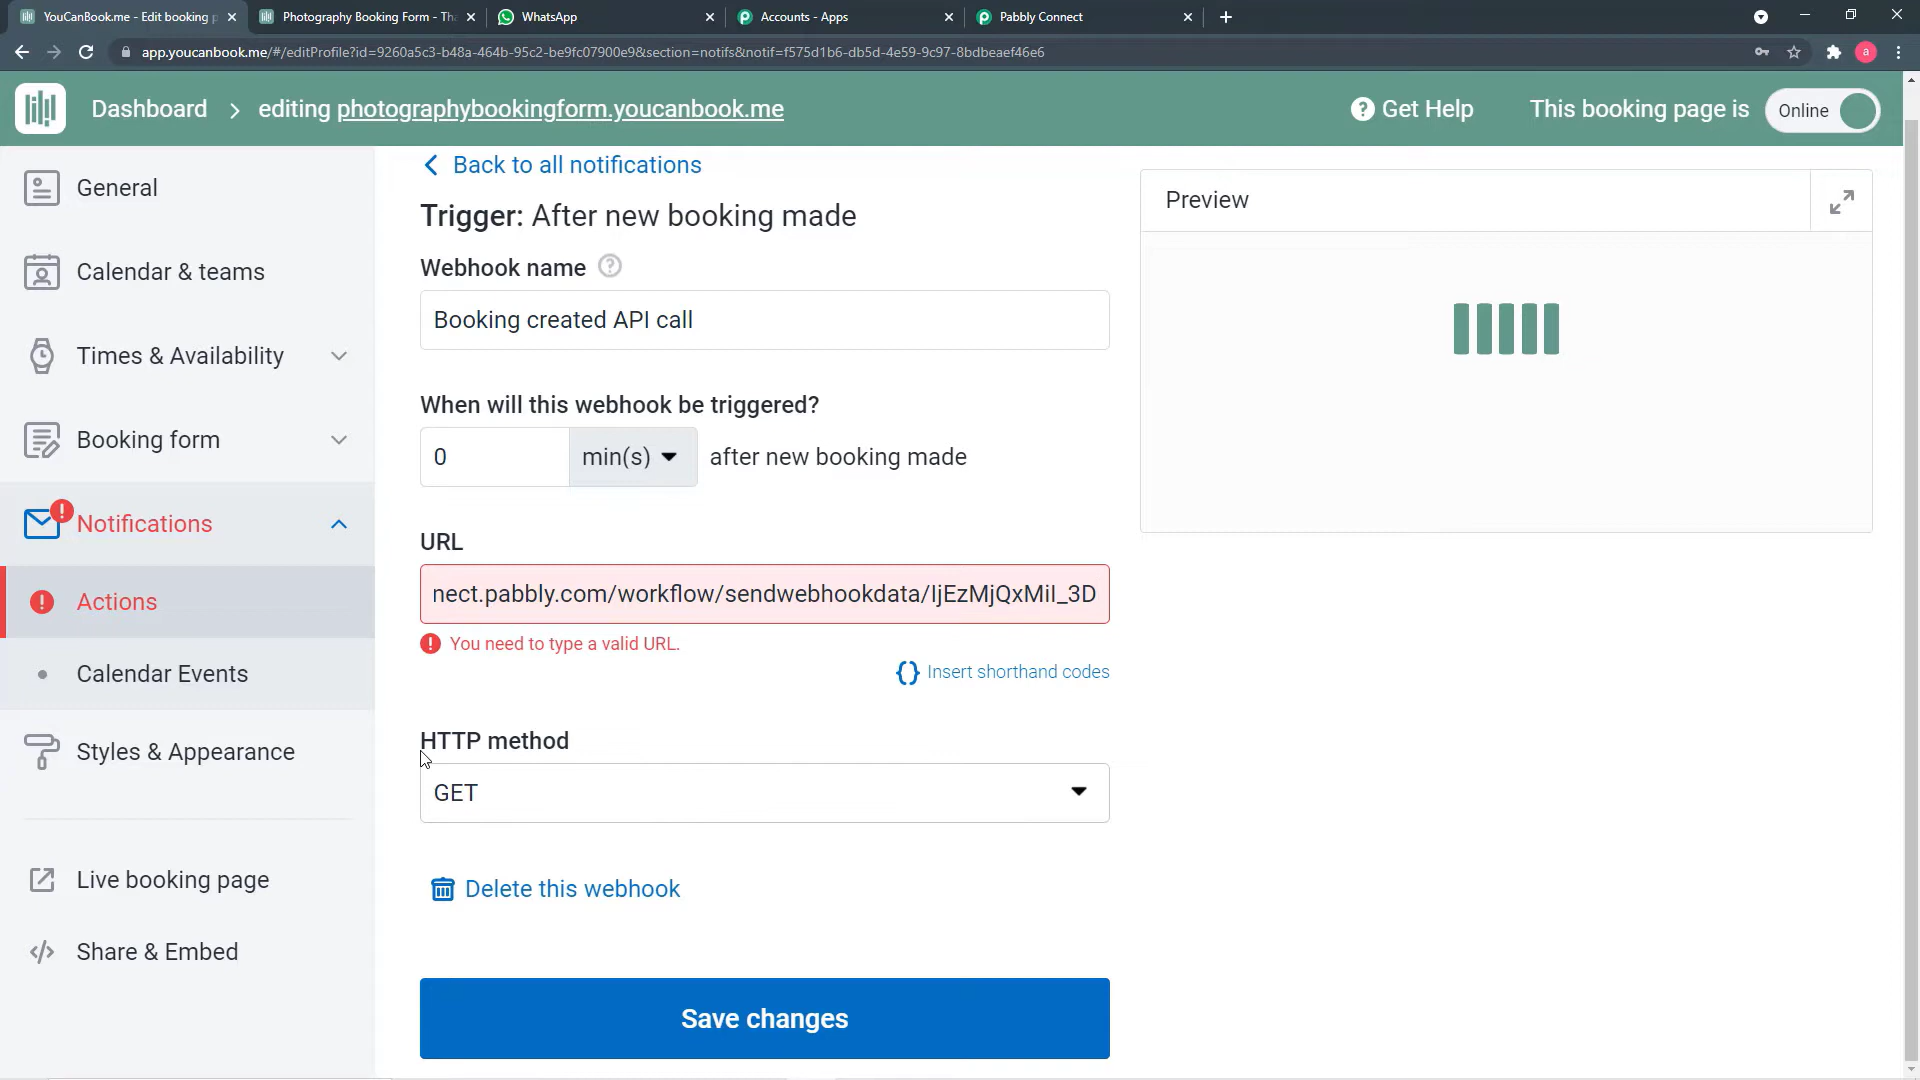 YouCanBook.me - Edit booking p
Photography Booking Form - Tha
WhatsApp
Accounts - Apps
Pabbly Connect
app.youcanbook.me/#/editProfile?id=9260a5c3-b48a-464b-95c2-be9fc07900e9&section=notifs&notif=f575d1b6-db5d-4e59-9c97-8bdbeaef46e6
a
Dashboard > editing photographybookingform.youcanbook.me
? Get Help
This booking page is
Online
General
Calendar & teams
Times & Availability
Booking form
! Notifications
! Actions
Calendar Events
Styles & Appearance
Live booking page
Share & Embed
Back to all notifications
Trigger: After new booking made
Webhook name ?
Booking created API call
When will this webhook be triggered?
0 min(s) after new booking made
URL
nect.pabbly.com/workflow/sendwebhookdata/IjEzMjQxMiI_3D
! You need to type a valid URL.
{} Insert shorthand codes
HTTP method
GET
Delete this webhook
Save changes
Preview